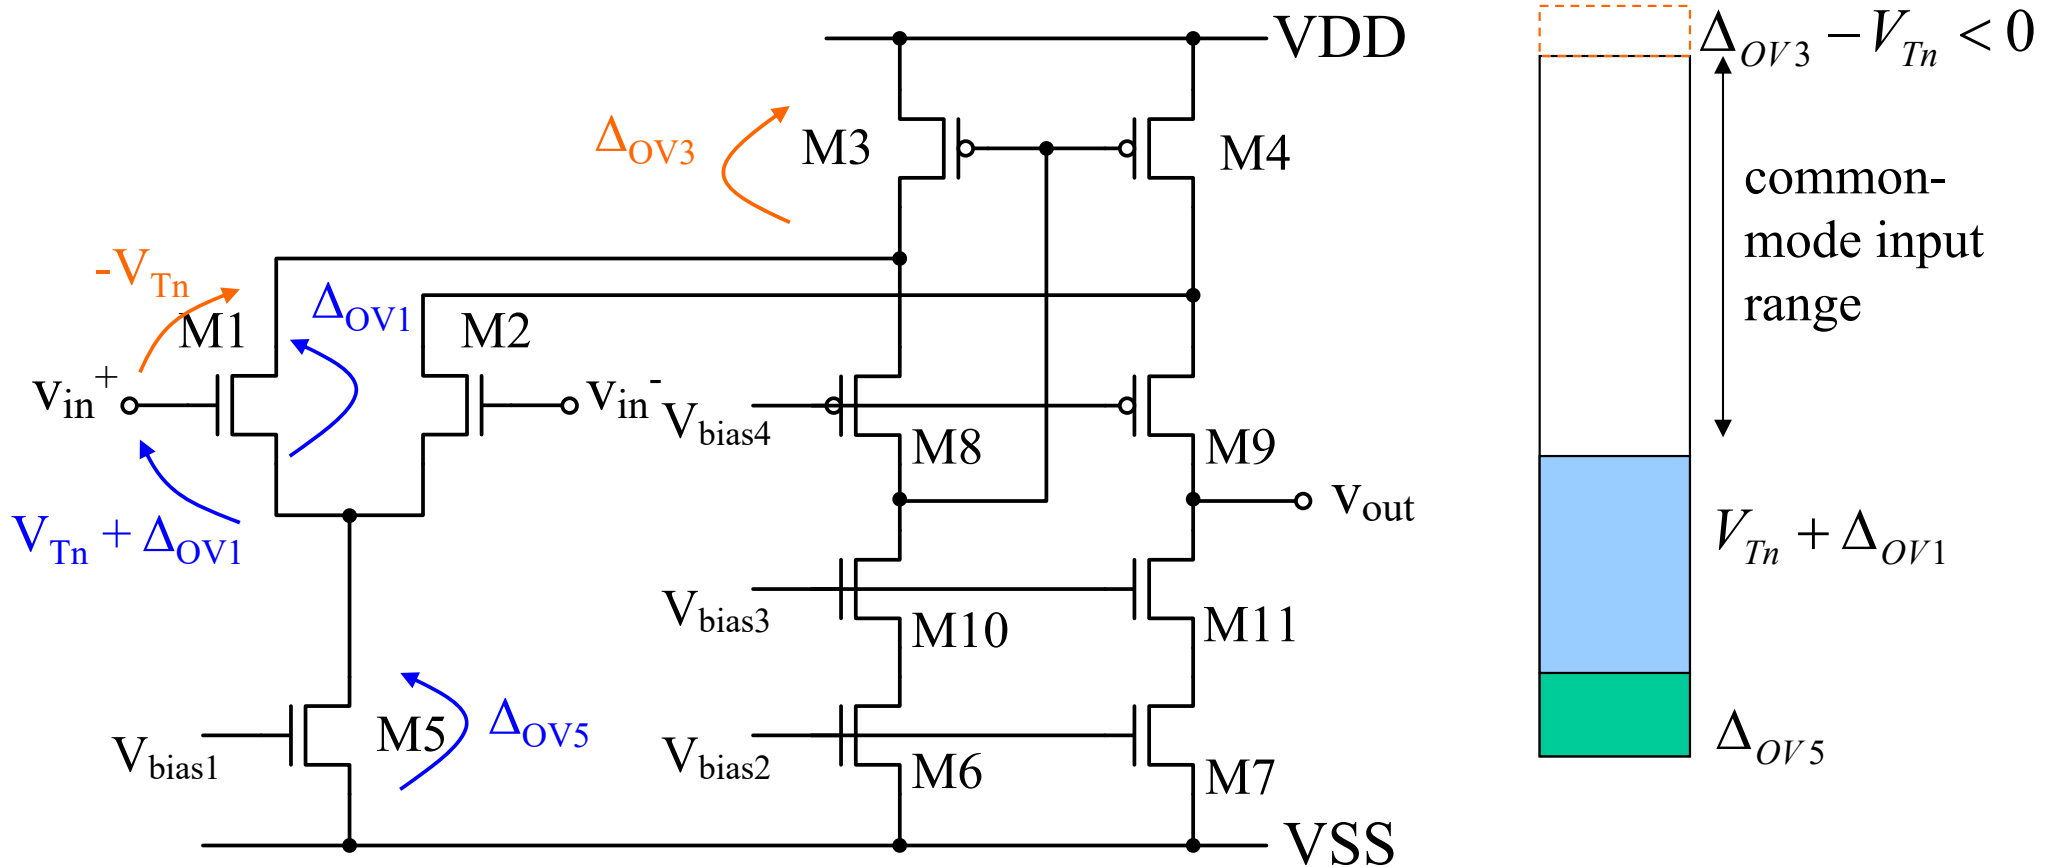 VDD
Δ_OV3 − V_Tn < 0
Δ_OV3
M3
M4
common-
mode input
range
-V_Tn
M1
Δ_OV1
M2
v_in^+
v_in^-
V_bias4
M8
M9
v_out
V_Tn + Δ_OV1
V_Tn + Δ_OV1
V_bias3
M10
M11
V_bias1
M5
Δ_OV5
V_bias2
M6
M7
Δ_OV5
VSS